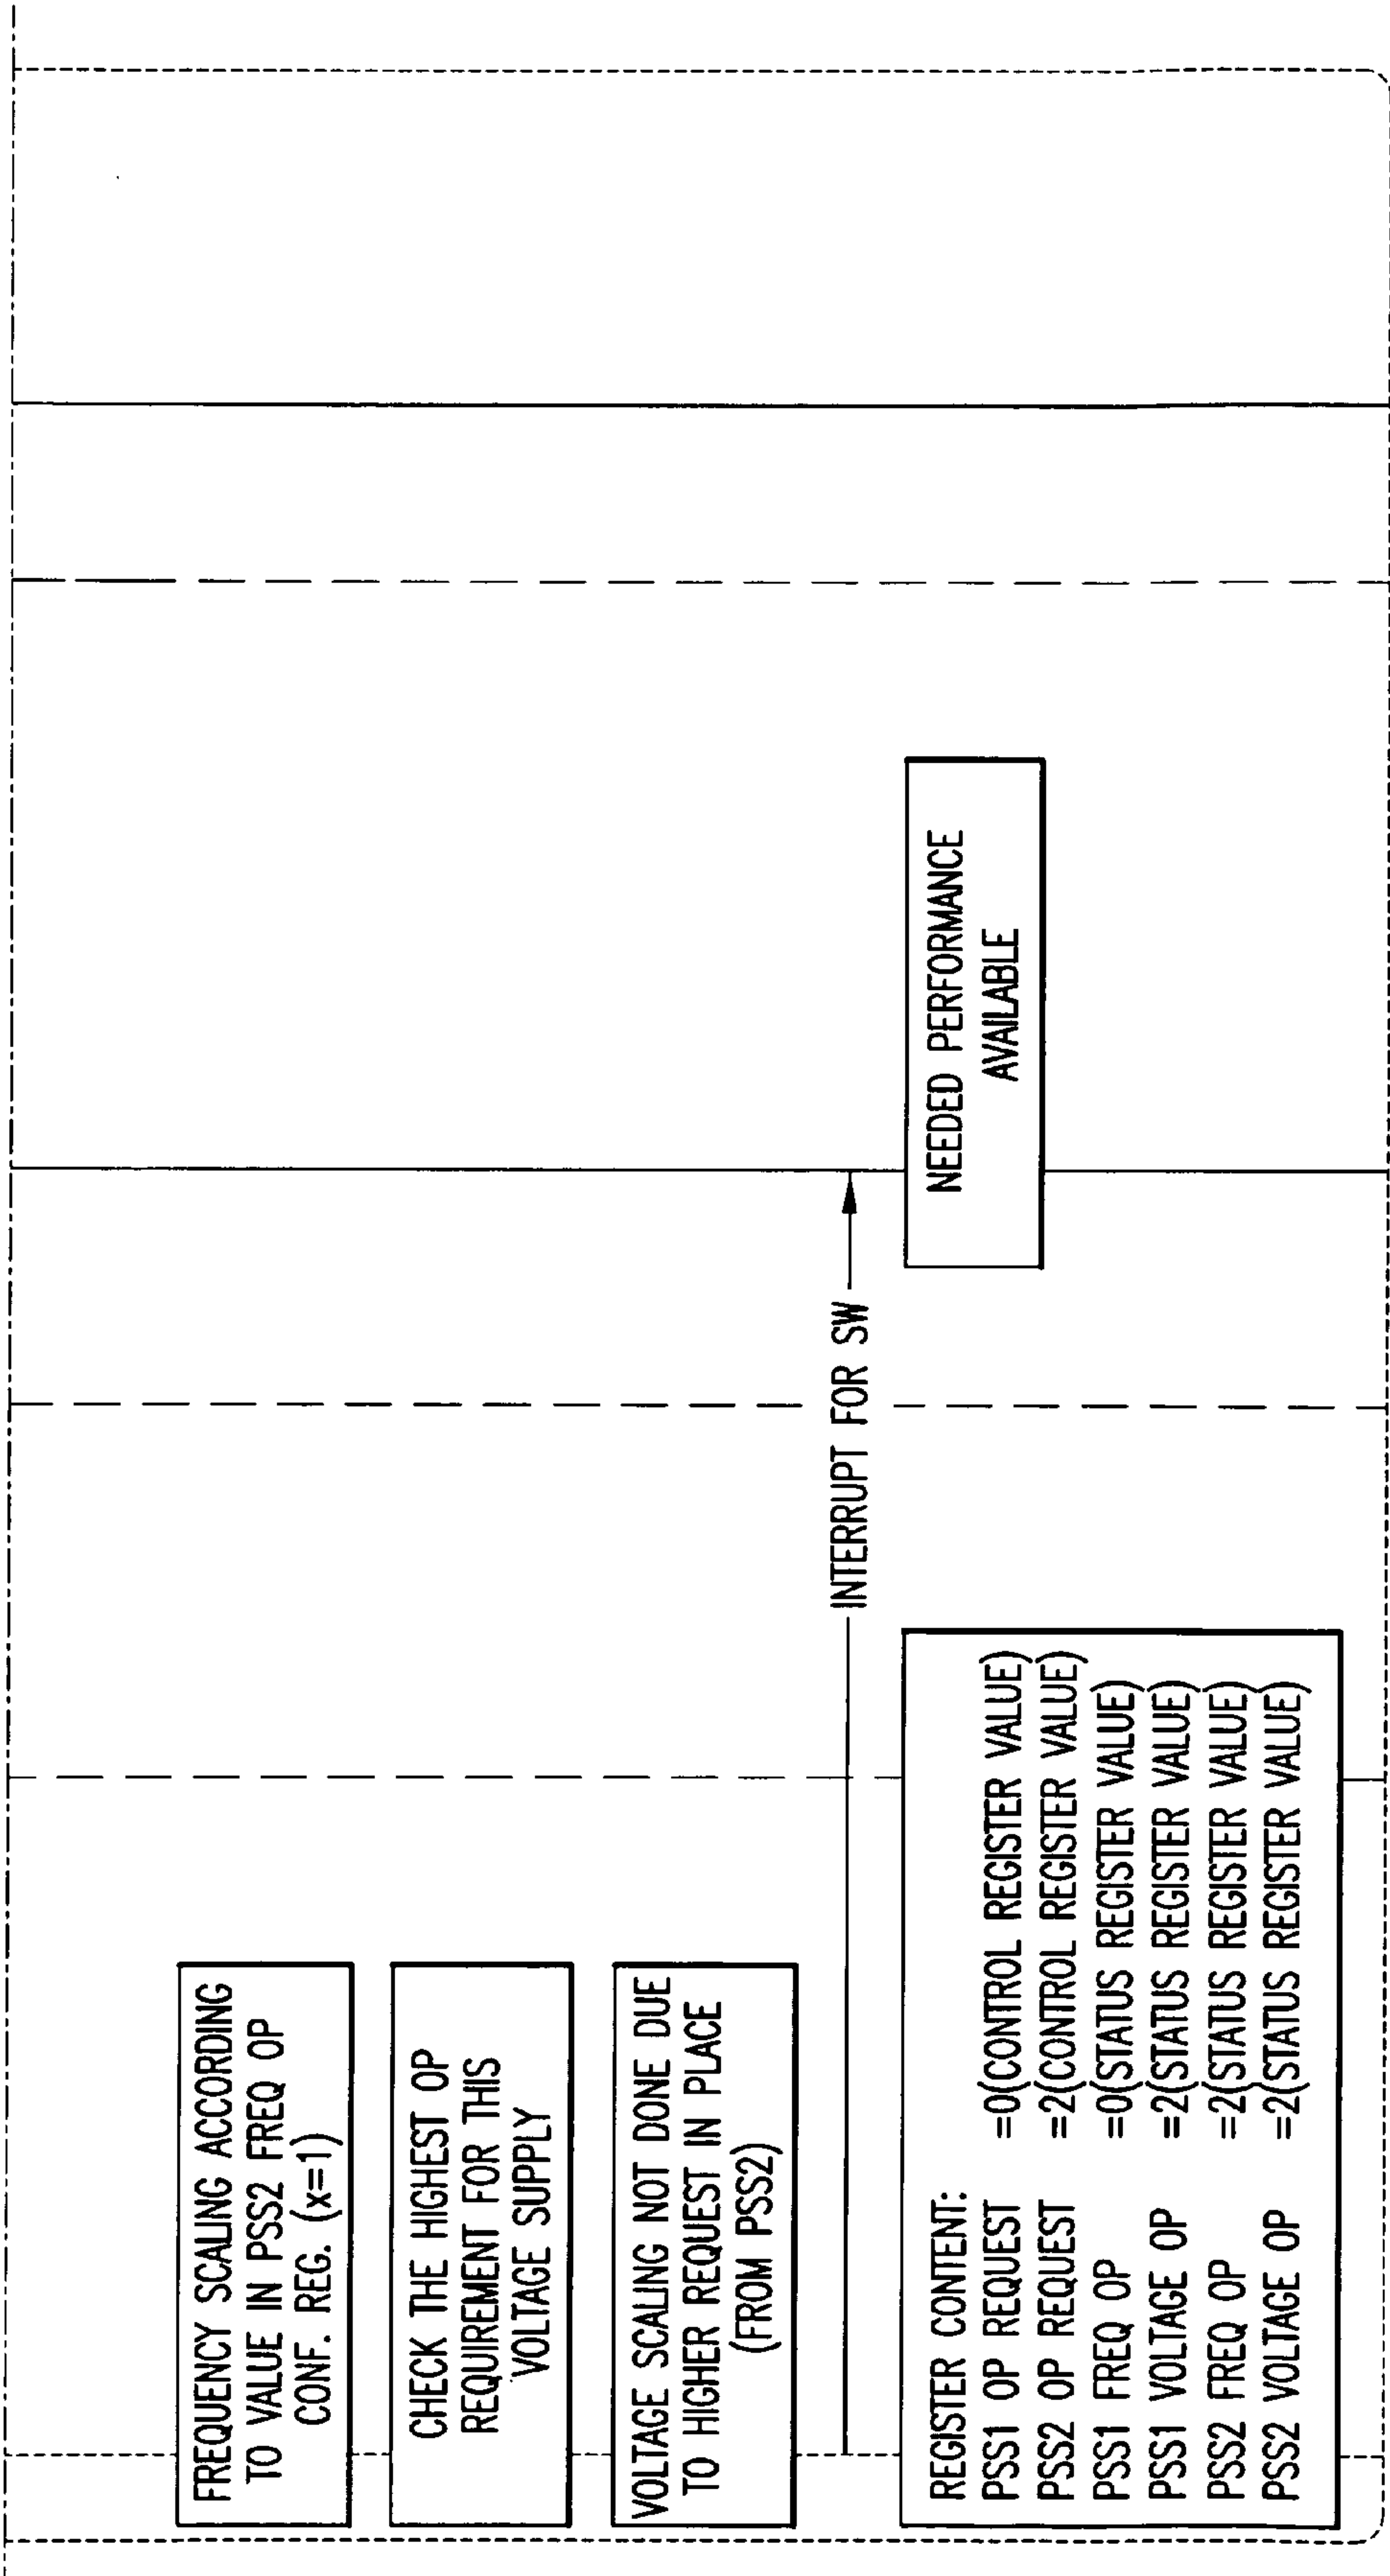 FREQUENCY SCALING ACCORDING
TO VALUE IN PSS2 FREQ OP
CONF. REG. (x=1)
CHECK THE HIGHEST OP
REQUIREMENT FOR THIS
VOLTAGE SUPPLY
VOLTAGE SCALING NOT DONE DUE
TO HIGHER REQUEST IN PLACE
(FROM PSS2)
INTERRUPT FOR SW
NEEDED PERFORMANCE
AVAILABLE
REGISTER CONTENT:
PSS1 OP REQUEST =0(CONTROL REGISTER VALUE)
PSS2 OP REQUEST =2(CONTROL REGISTER VALUE)
PSS1 FREQ OP =0(STATUS REGISTER VALUE)
PSS1 VOLTAGE OP =2(STATUS REGISTER VALUE)
PSS2 FREQ OP =2(STATUS REGISTER VALUE)
PSS2 VOLTAGE OP =2(STATUS REGISTER VALUE)